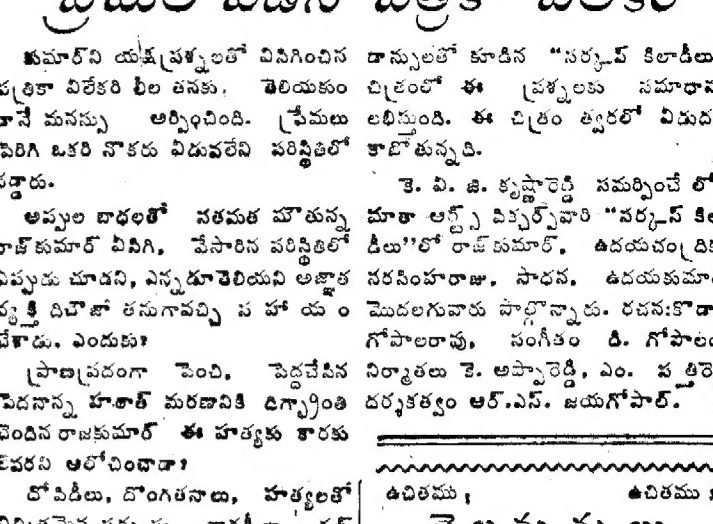 కుమార్‌ని యక్షప్రశ్నలతో విసిగించిన
పత్రికా విలేకరి లీల తనకు, తెలియకుం
డానే మనస్సు అర్పించింది. ప్రేమలు
పెరిగి ఒకరి నొకరు విడువలేని పరిస్థితిలో
పడ్డారు.
అప్పుల బాధలతో సతమత మౌతున్న
రాజ్‌కుమార్ విసిగి, వేసారిన పరిస్థితిలో
ఎప్పుడు చూడని, ఎన్నడూ తెలియని అజ్ఞాత
వ్యక్తి దిచౌజా తనుగావచ్చి స హా యం
చేశాడు. ఎందుకు?
ప్రాణప్రదంగా పెంచి, పెద్దచేసిన
పెదనాన్న హఠాత్ మరణానికి దిగ్భ్రాంతి
చెందిన రాజకుమార్ ఈ హత్యకు కారకు
లెవరని ఆలోచించాడా?
దోపిడీలు, దొంగతనాలు, హత్యలతో
డాన్సులతో కూడిన “సర్కస్ కిలాడీలు
చిత్రంలో ఈ ప్రశ్నలకు సమాధాన
లభిస్తుంది. ఈ చిత్రం త్వరలో విడుద
కాబోతున్నది.
కె. వి. జి. కృష్ణారెడ్డి సమర్పించే లో
మాతా ఆర్ట్స్ పిక్చర్స్‌వారి “సర్కస్ కిల
డీలు”లో రాజ్‌కుమార్, ఉదయచంద్రిక
నరసింహరాజు, సాధన, ఉదయకుమా
మొదలగువారు పాల్గొన్నారు. రచన:కొడా
గోపాలరావు, సంగీతం డి. గోపాలం
నిర్మాతలు కె. అప్పారెడ్డి, ఎం. పత్తిరె
దర్శకత్వం ఆర్.ఎస్. జయగోపాల్.
ఉచితము ; ఉచితము :